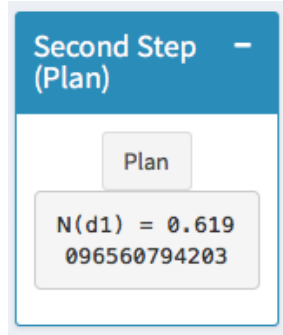 Second Step −
(Plan)
Plan
N(d1) = 0.619
096560794203